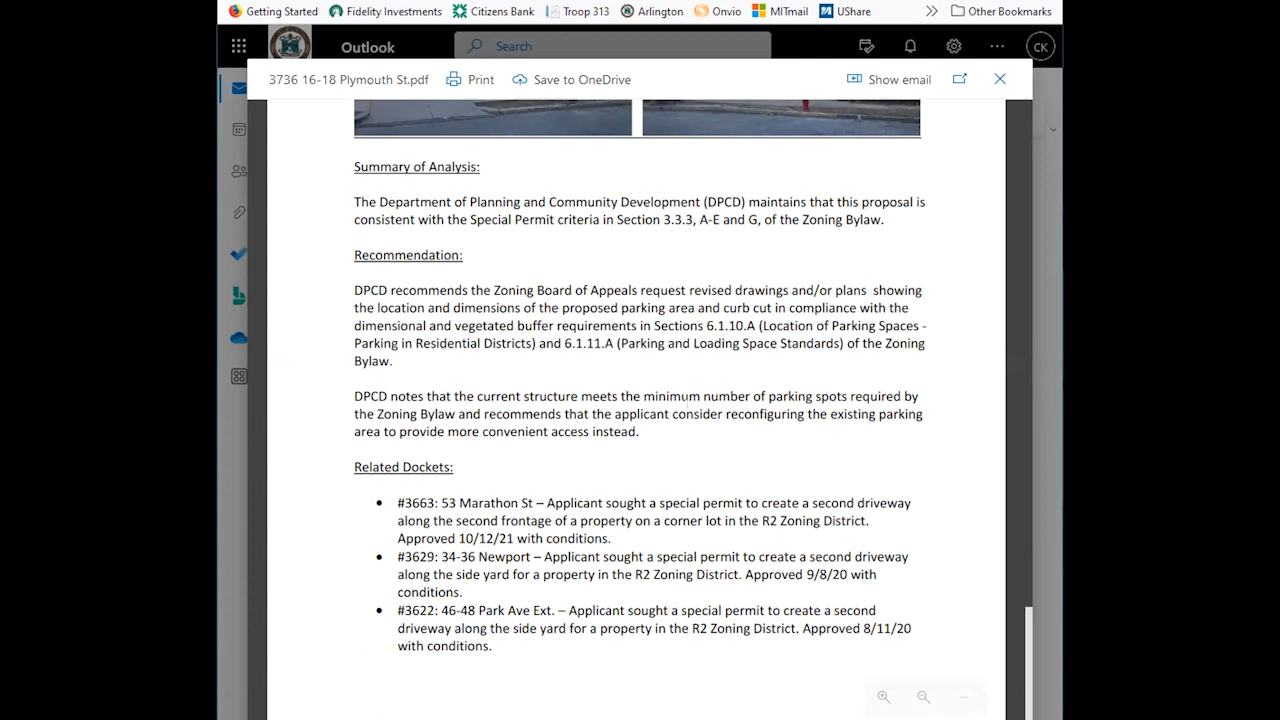 Getting Started Fidelity Investments Citizens Bank Troop 313 Arlington Onvio MITmail UShare Other Bookmarks
Outlook Search CK
3736 16-18 Plymouth St.pdf Print Save to OneDrive Show email
Summary of Analysis:
The Department of Planning and Community Development (DPCD) maintains that this proposal is
consistent with the Special Permit criteria in Section 3.3.3, A-E and G, of the Zoning Bylaw.
Recommendation:
DPCD recommends the Zoning Board of Appeals request revised drawings and/or plans showing
the location and dimensions of the proposed parking area and curb cut in compliance with the
dimensional and vegetated buffer requirements in Sections 6.1.10.A (Location of Parking Spaces -
Parking in Residential Districts) and 6.1.11.A (Parking and Loading Space Standards) of the Zoning
Bylaw.
DPCD notes that the current structure meets the minimum number of parking spots required by
the Zoning Bylaw and recommends that the applicant consider reconfiguring the existing parking
area to provide more convenient access instead.
Related Dockets:
• #3663: 53 Marathon St – Applicant sought a special permit to create a second driveway
along the second frontage of a property on a corner lot in the R2 Zoning District.
Approved 10/12/21 with conditions.
• #3629: 34-36 Newport – Applicant sought a special permit to create a second driveway
along the side yard for a property in the R2 Zoning District. Approved 9/8/20 with
conditions.
• #3622: 46-48 Park Ave Ext. – Applicant sought a special permit to create a second
driveway along the side yard for a property in the R2 Zoning District. Approved 8/11/20
with conditions.